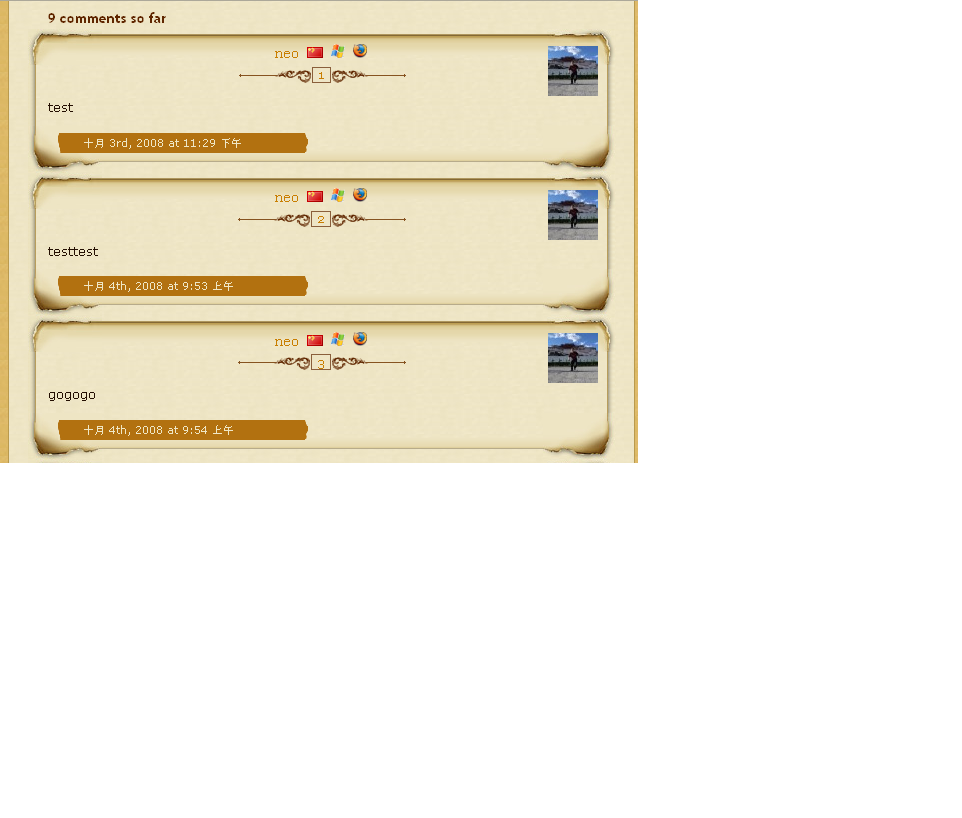 9 comments so far
neo
1
test
十月 3rd, 2008 at 11:29 下午
neo
2
testtest
十月 4th, 2008 at 9:53 上午
neo
3
gogogo
十月 4th, 2008 at 9:54 上午